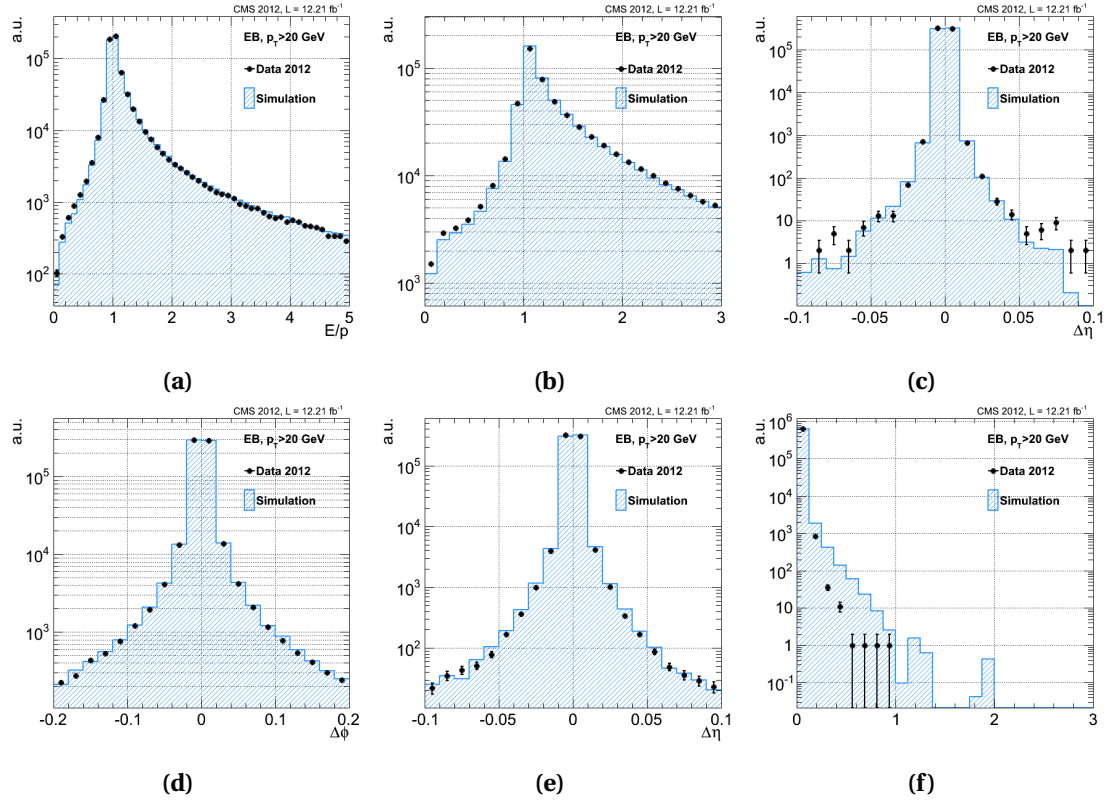 CMS 2012, L = 12.21 fb⁻¹
a.u.
EB, p_T>20 GeV
Data 2012
Simulation
10⁵
10⁴
10³
10²
0 1 2 3 4 5
E/p
(a)
CMS 2012, L = 12.21 fb⁻¹
a.u.
EB, p_T>20 GeV
Data 2012
Simulation
10⁵
10⁴
10³
0 1 2 3
(b)
CMS 2012, L = 12.21 fb⁻¹
a.u.
EB, p_T>20 GeV
Data 2012
Simulation
10⁵
10⁴
10³
10²
10
1
-0.1 -0.05 0 0.05 0.1
Δη
(c)
CMS 2012, L = 12.21 fb⁻¹
a.u.
EB, p_T>20 GeV
Data 2012
Simulation
10⁵
10⁴
10³
-0.2 -0.1 0 0.1 0.2
Δϕ
(d)
CMS 2012, L = 12.21 fb⁻¹
a.u.
EB, p_T>20 GeV
Data 2012
Simulation
10⁵
10⁴
10³
10²
-0.1 -0.05 0 0.05 0.1
Δη
(e)
CMS 2012, L = 12.21 fb⁻¹
a.u.
EB, p_T>20 GeV
Data 2012
Simulation
10⁶
10⁵
10⁴
10³
10²
10
1
10⁻¹
0 1 2 3
(f)